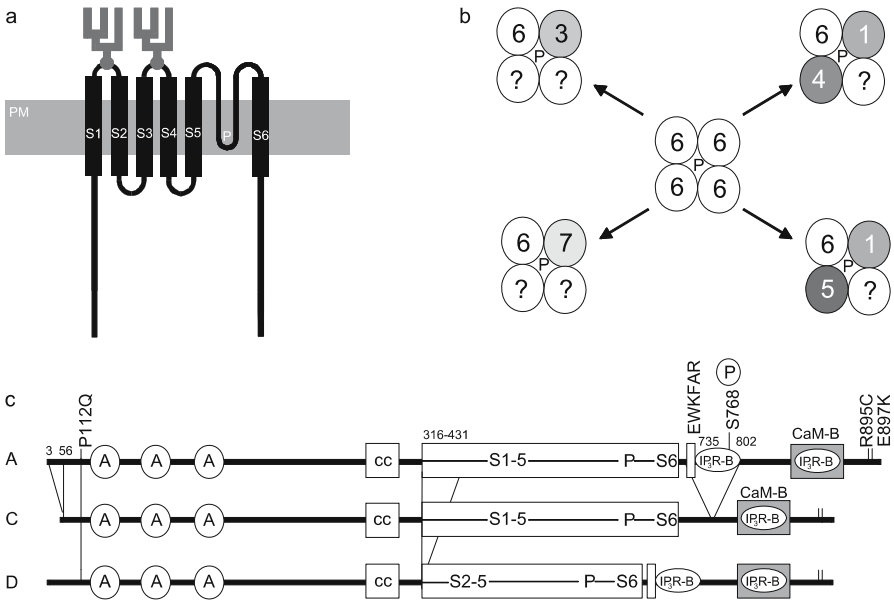 a
PM
S1 S2 S3 S4 S5 P S6
b
6 3
P
? ?
6 1
P
4 ?
6 6
P
6 6
6 7
P
? ?
6 1
P
5 ?
c
P112Q
EWKFAR
P
S768
R895C
E897K
3 56
316-431
735 802
CaM-B
A A A A cc S1-5 P S6 IP3R-B IP3R-B
CaM-B
C A A A cc S1-5 P S6 IP3R-B
D A A A cc S2-5 P S6 IP3R-B IP3R-B